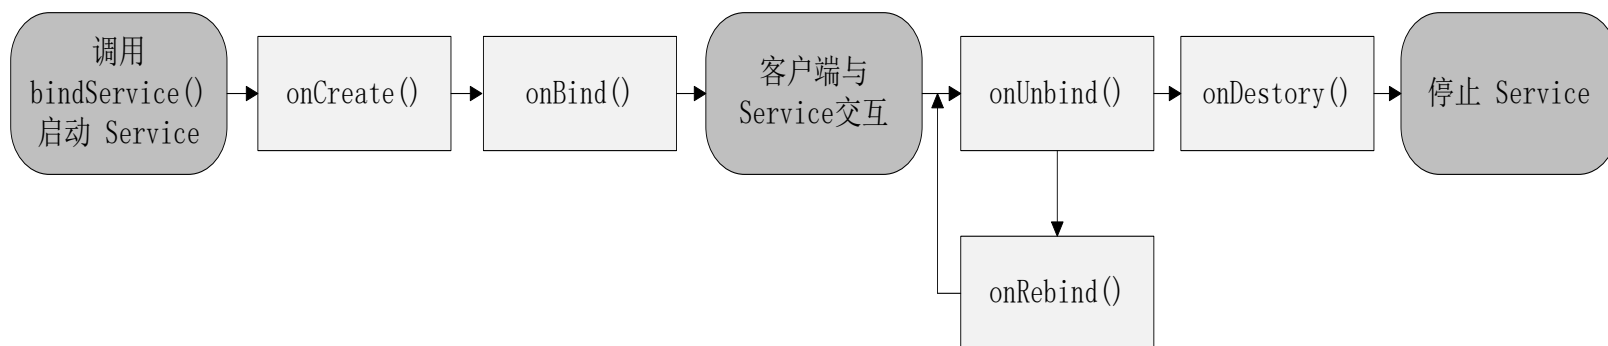 调用
bindService()
启动 Service
onCreate()
onBind()
客户端与
Service交互
onUnbind()
onDestory()
停止 Service
onRebind()